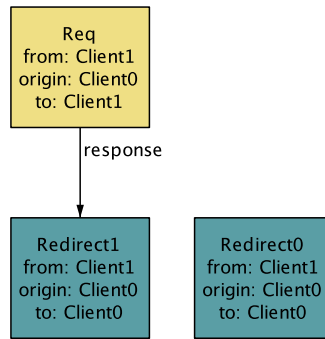 Req
from: Client1
origin: Client0
to: Client1
response
Redirect1
from: Client1
origin: Client0
to: Client0
Redirect0
from: Client1
origin: Client0
to: Client0